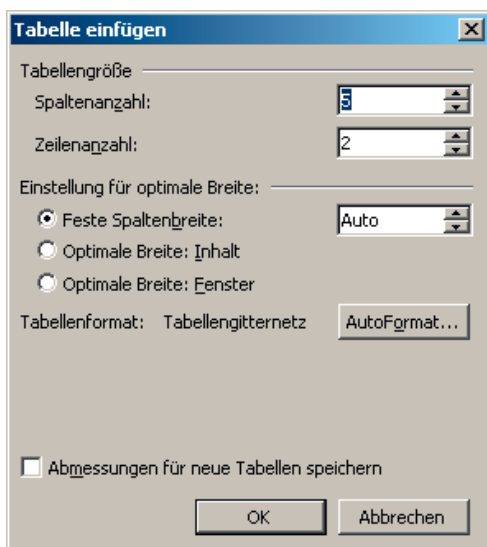 Tabelle einfügen
Tabellengröße
Spaltenanzahl: 5
Zeilenanzahl: 2
Einstellung für optimale Breite:
Feste Spaltenbreite: Auto
Optimale Breite: Inhalt
Optimale Breite: Fenster
Tabellenformat: Tabellengitternetz AutoFormat...
Abmessungen für neue Tabellen speichern
OK Abbrechen